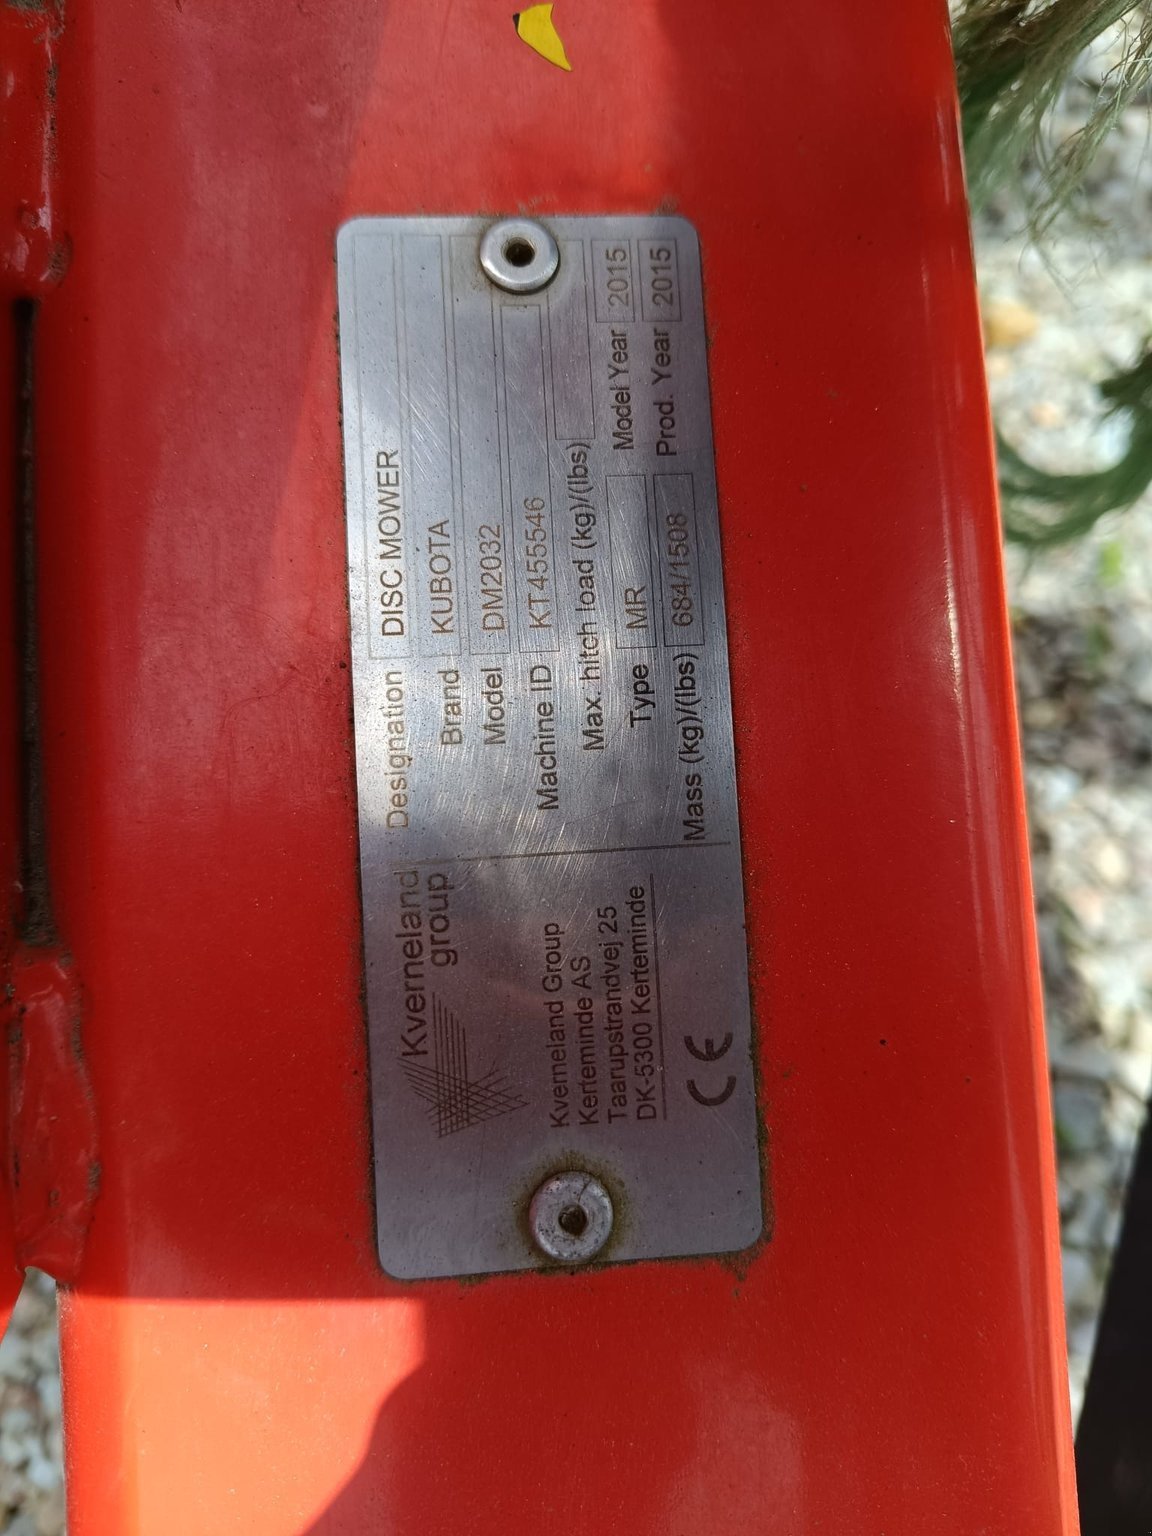 Kverneland
group
Kverneland Group
Kerteminde AS
Taarupstrandvej 25
DK-5300 Kerteminde
CE
Designation DISC MOWER
Brand KUBOTA
Model DM2032
Machine ID KT455546
Max. hitch load (kg)/(lbs)
Type MR Model Year 2015
Mass (kg)/(lbs) 684/1508 Prod. Year 2015